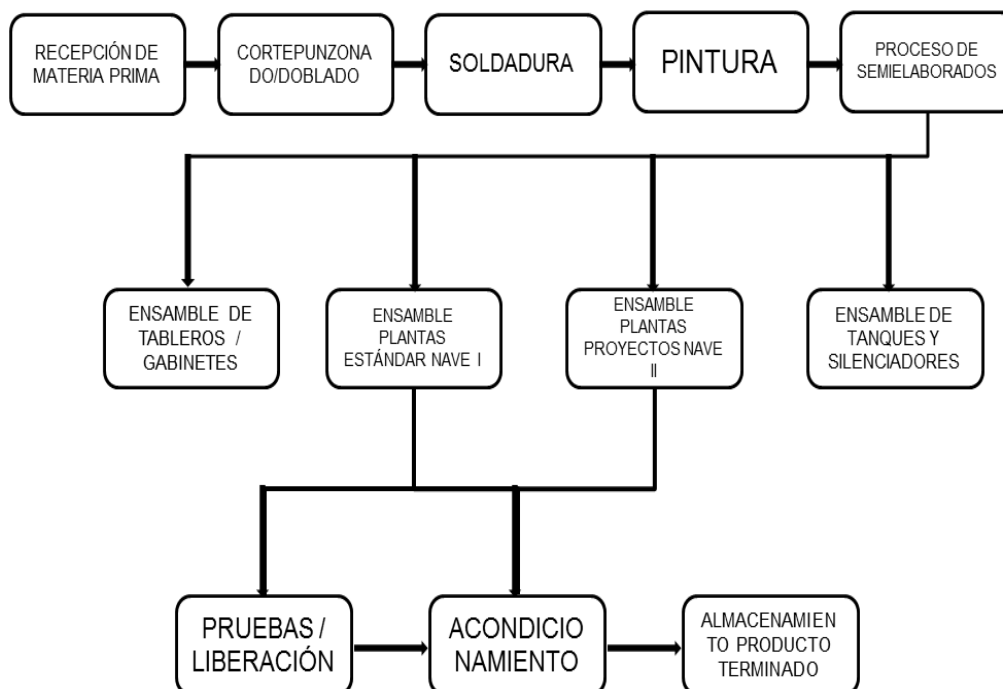 RECEPCIÓN DE
MATERIA PRIMA
CORTEPUNZONA
DO/DOBLADO
SOLDADURA
PINTURA
PROCESO DE
SEMIELABORADOS
ENSAMBLE DE
TABLEROS /
GABINETES
ENSAMBLE
PLANTAS
ESTÁNDAR NAVE I
ENSAMBLE
PLANTAS
PROYECTOS NAVE
II
ENSAMBLE DE
TANQUES Y
SILENCIADORES
PRUEBAS /
LIBERACIÓN
ACONDICIO
NAMIENTO
ALMACENAMIEN
TO PRODUCTO
TERMINADO